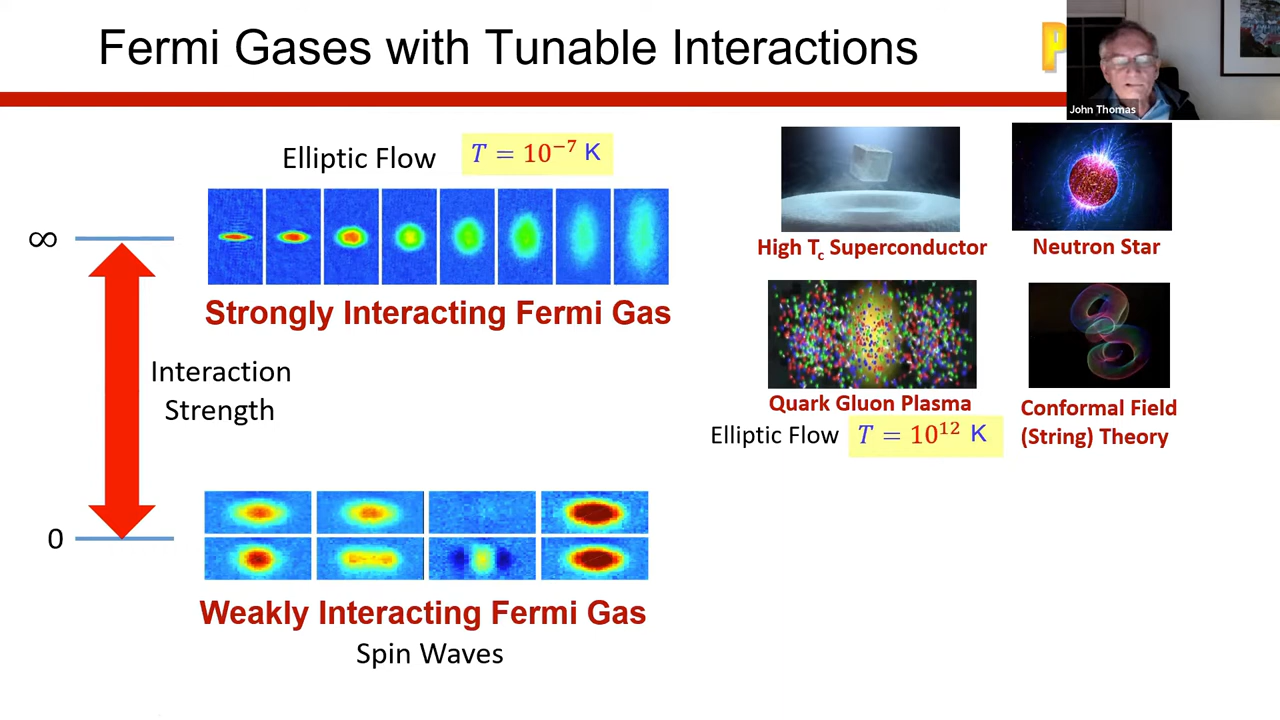 Fermi Gases with Tunable Interactions
P
John Thomas
Elliptic Flow T = 10⁻⁷ K
∞
Strongly Interacting Fermi Gas
Interaction
Strength
0
Weakly Interacting Fermi Gas
Spin Waves
High Tc Superconductor
Neutron Star
Quark Gluon Plasma
Elliptic Flow T = 10¹² K
Conformal Field
(String) Theory